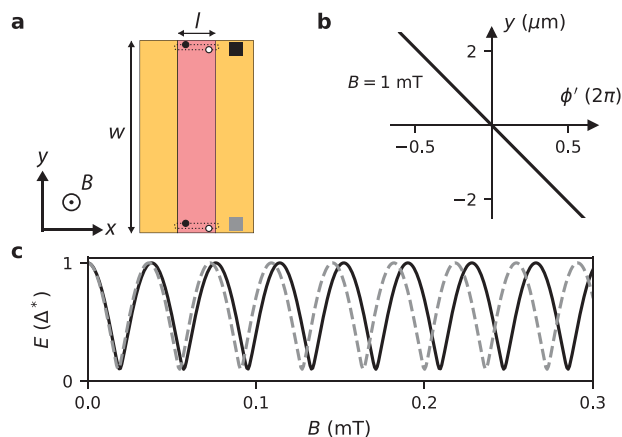 a
l
w
y
B
x
b
y (μm)
B = 1 mT
2
ϕ′ (2π)
−0.5
0.5
−2
c
E (Δ*)
1
0
0.0
0.1
0.2
0.3
B (mT)